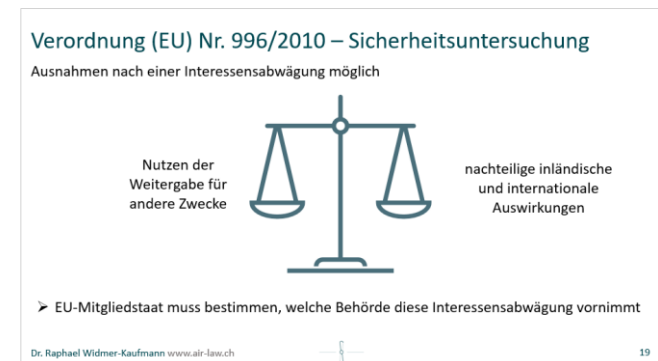 Verordnung (EU) Nr. 996/2010 – Sicherheitsuntersuchung
Ausnahmen nach einer Interessensabwägung möglich
Nutzen der
Weitergabe für
andere Zwecke
nachteilige inländische
und internationale
Auswirkungen
➢ EU-Mitgliedstaat muss bestimmen, welche Behörde diese Interessensabwägung vornimmt
Dr. Raphael Widmer-Kaufmann www.air-law.ch
19